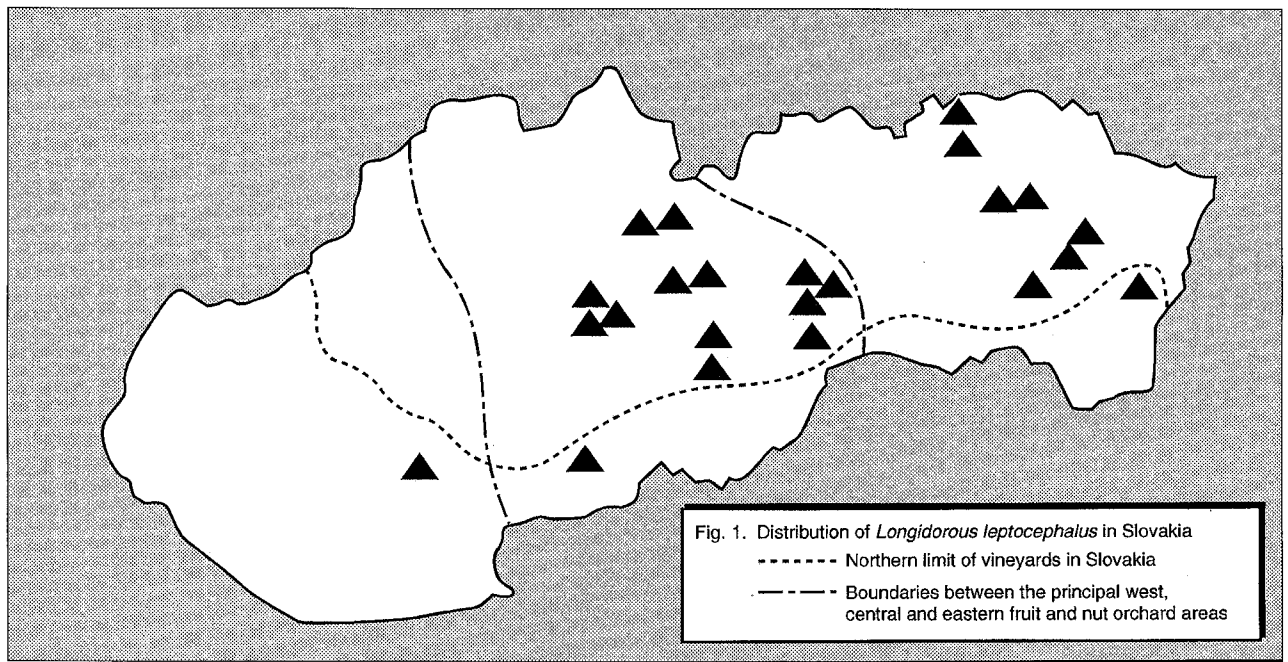 Fig. 1. Distribution of Longidorous leptocephalus in Slovakia
Northern limit of vineyards in Slovakia
Boundaries between the principal west,
central and eastern fruit and nut orchard areas